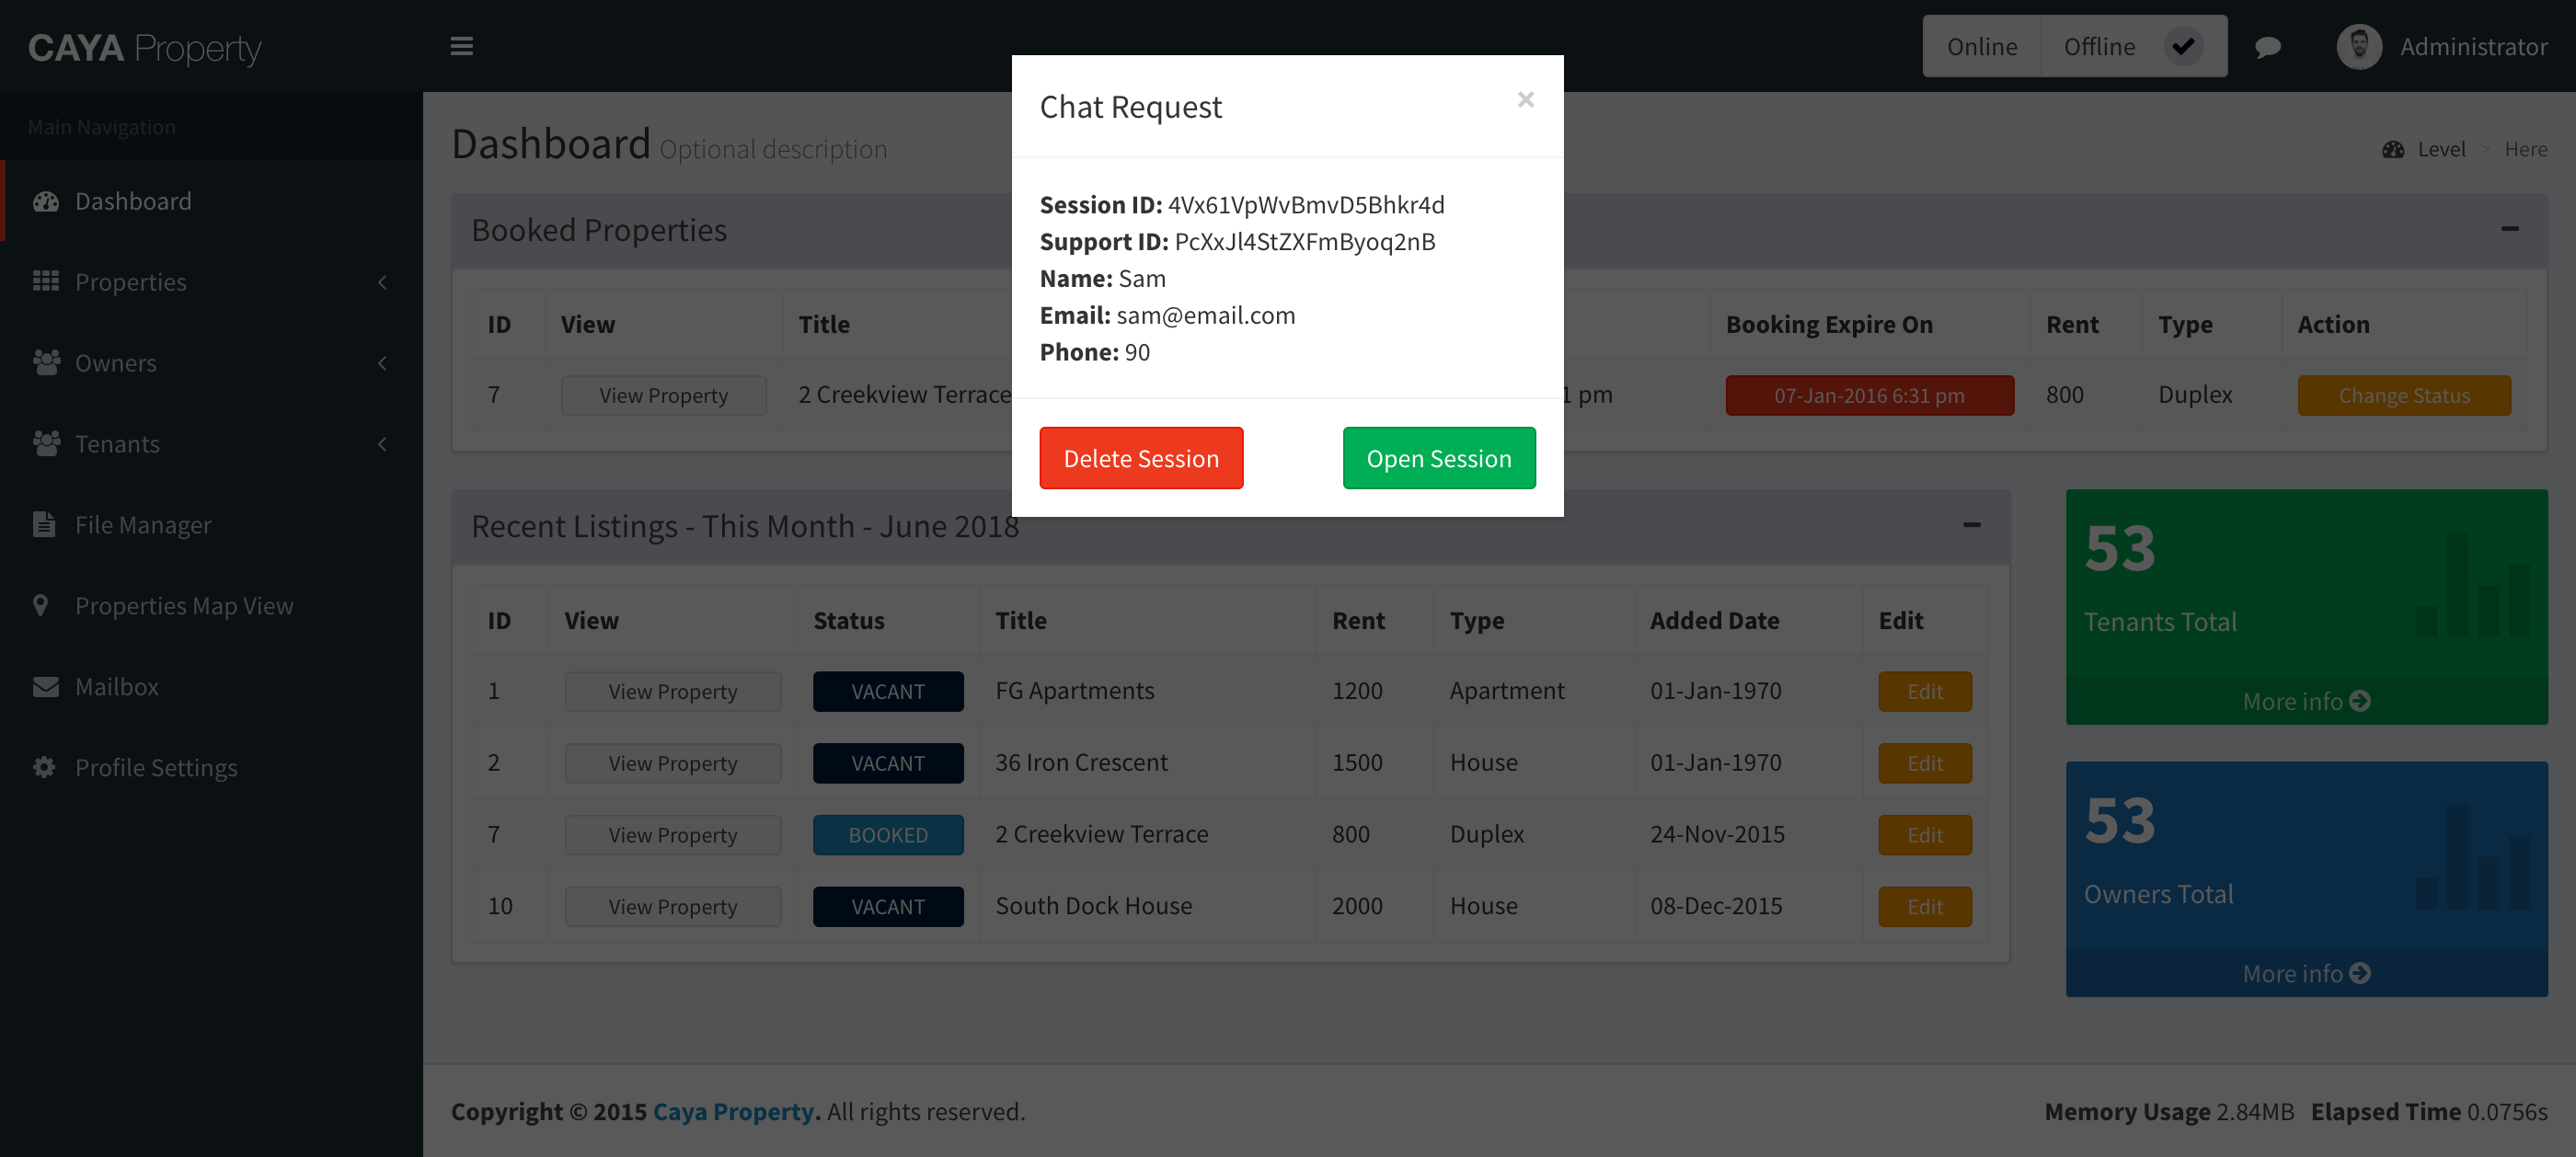 CAYA Property
Online Offline
Administrator
Main Navigation
Dashboard
Properties
Owners
Tenants
File Manager
Properties Map View
Mailbox
Profile Settings
Dashboard Optional description
Level > Here
Chat Request ×
Session ID: 4Vx61VpWvBmvD5Bhkr4d
Support ID: PcXxJl4StZXFmByoq2nB
Name: Sam
Email: sam@email.com
Phone: 90
Delete Session Open Session
Booked Properties
ID View Title Booking Expire On Rent Type Action
7 View Property 2 Creekview Terrace 1 pm 07-Jan-2016 6:31 pm 800 Duplex Change Status
Recent Listings - This Month - June 2018
ID View Status Title Rent Type Added Date Edit
1 View Property VACANT FG Apartments 1200 Apartment 01-Jan-1970 Edit
2 View Property VACANT 36 Iron Crescent 1500 House 01-Jan-1970 Edit
7 View Property BOOKED 2 Creekview Terrace 800 Duplex 24-Nov-2015 Edit
10 View Property VACANT South Dock House 2000 House 08-Dec-2015 Edit
53
Tenants Total
More info
53
Owners Total
More info
Copyright © 2015 Caya Property. All rights reserved.
Memory Usage 2.84MB Elapsed Time 0.0756s